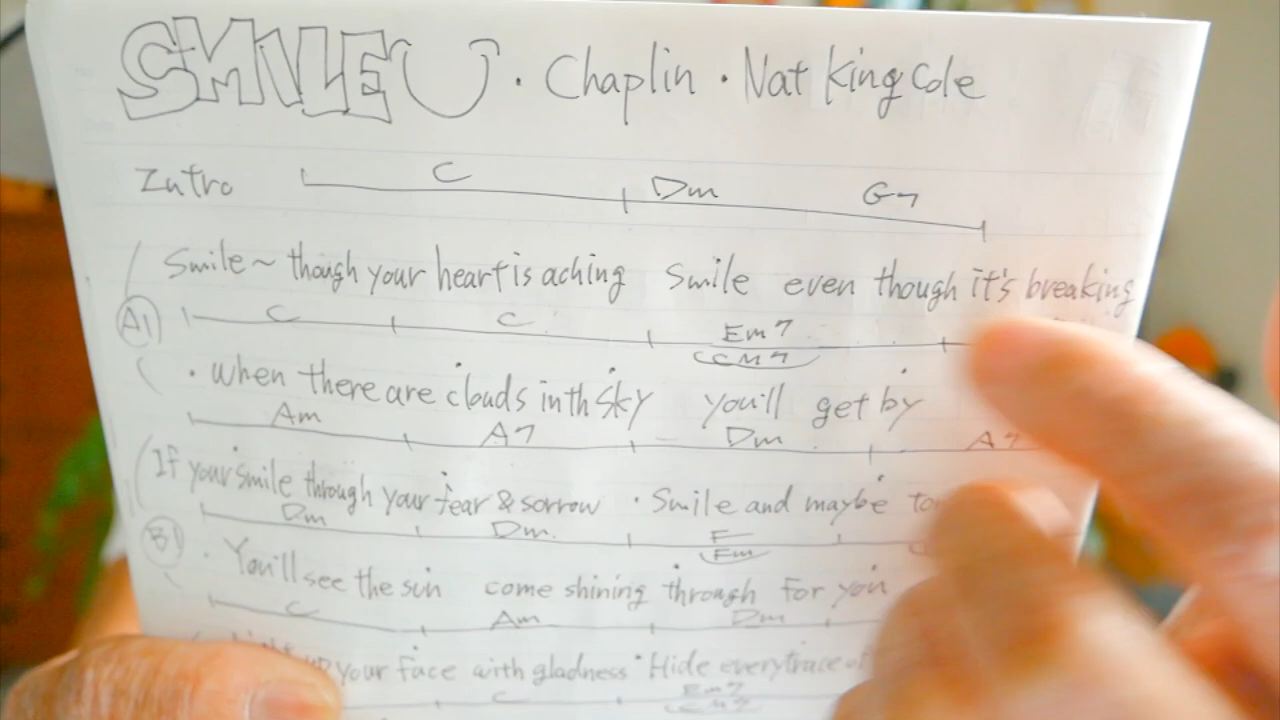 SMILE · Chaplin · Nat King Cole
Intro C Dm G7
Smile~ though your heart is aching Smile even though it's breaking
A1 C C Em7
CM7
· When there are clouds in th sky you'll get by
Am A7 Dm A7
If your smile through your fear & sorrow · Smile and maybe
Dm Dm F
Fm
B1 · You'll see the sun come shining through for you
C Am Dm
your face with gladness · Hide every trace of
C Em7
CM7